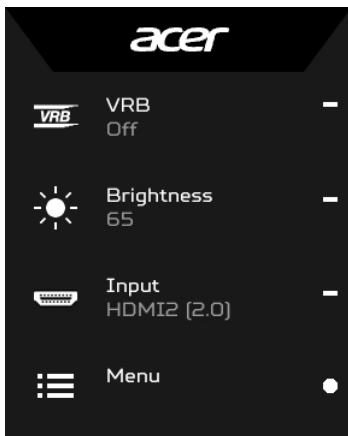 acer
VRB
VRB
Off
Brightness
65
Input
HDMI2 (2.0)
Menu